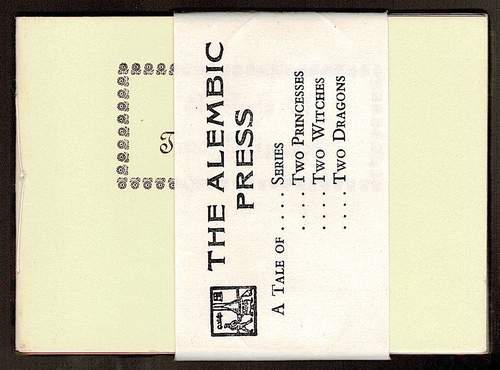 THE ALEMBIC
PRESS
A TALE OF . . . . SERIES
. . . . TWO PRINCESSES
. . . . TWO WITCHES
. . . . TWO DRAGONS